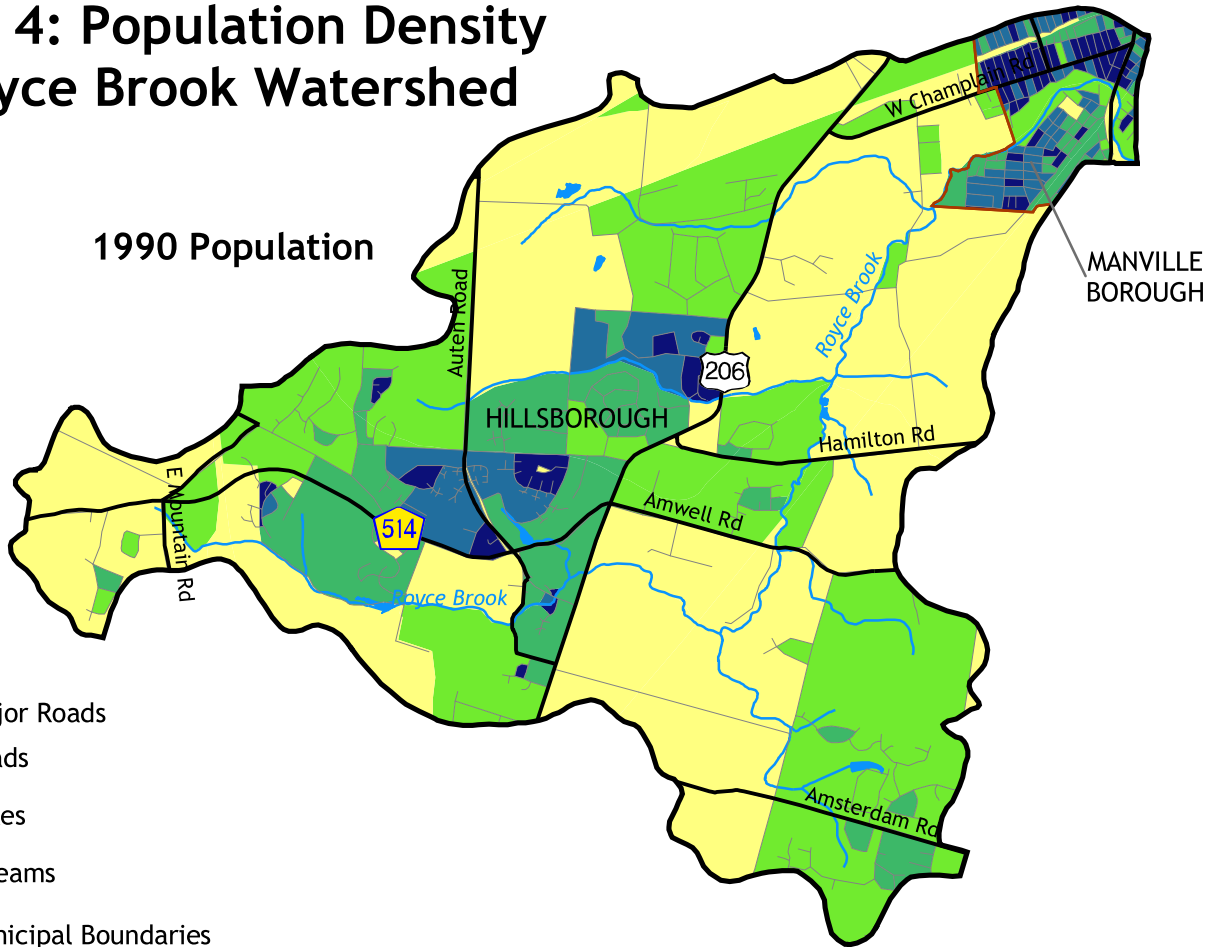 4: Population Density
yce Brook Watershed
1990 Population
W Champlain Rd
MANVILLE
BOROUGH
Auten Road
Royce Brook
206
HILLSBOROUGH
Hamilton Rd
E Mountain Rd
Amwell Rd
514
Royce Brook
jor Roads
ads
es
eams
Amsterdam Rd
nicipal Boundaries